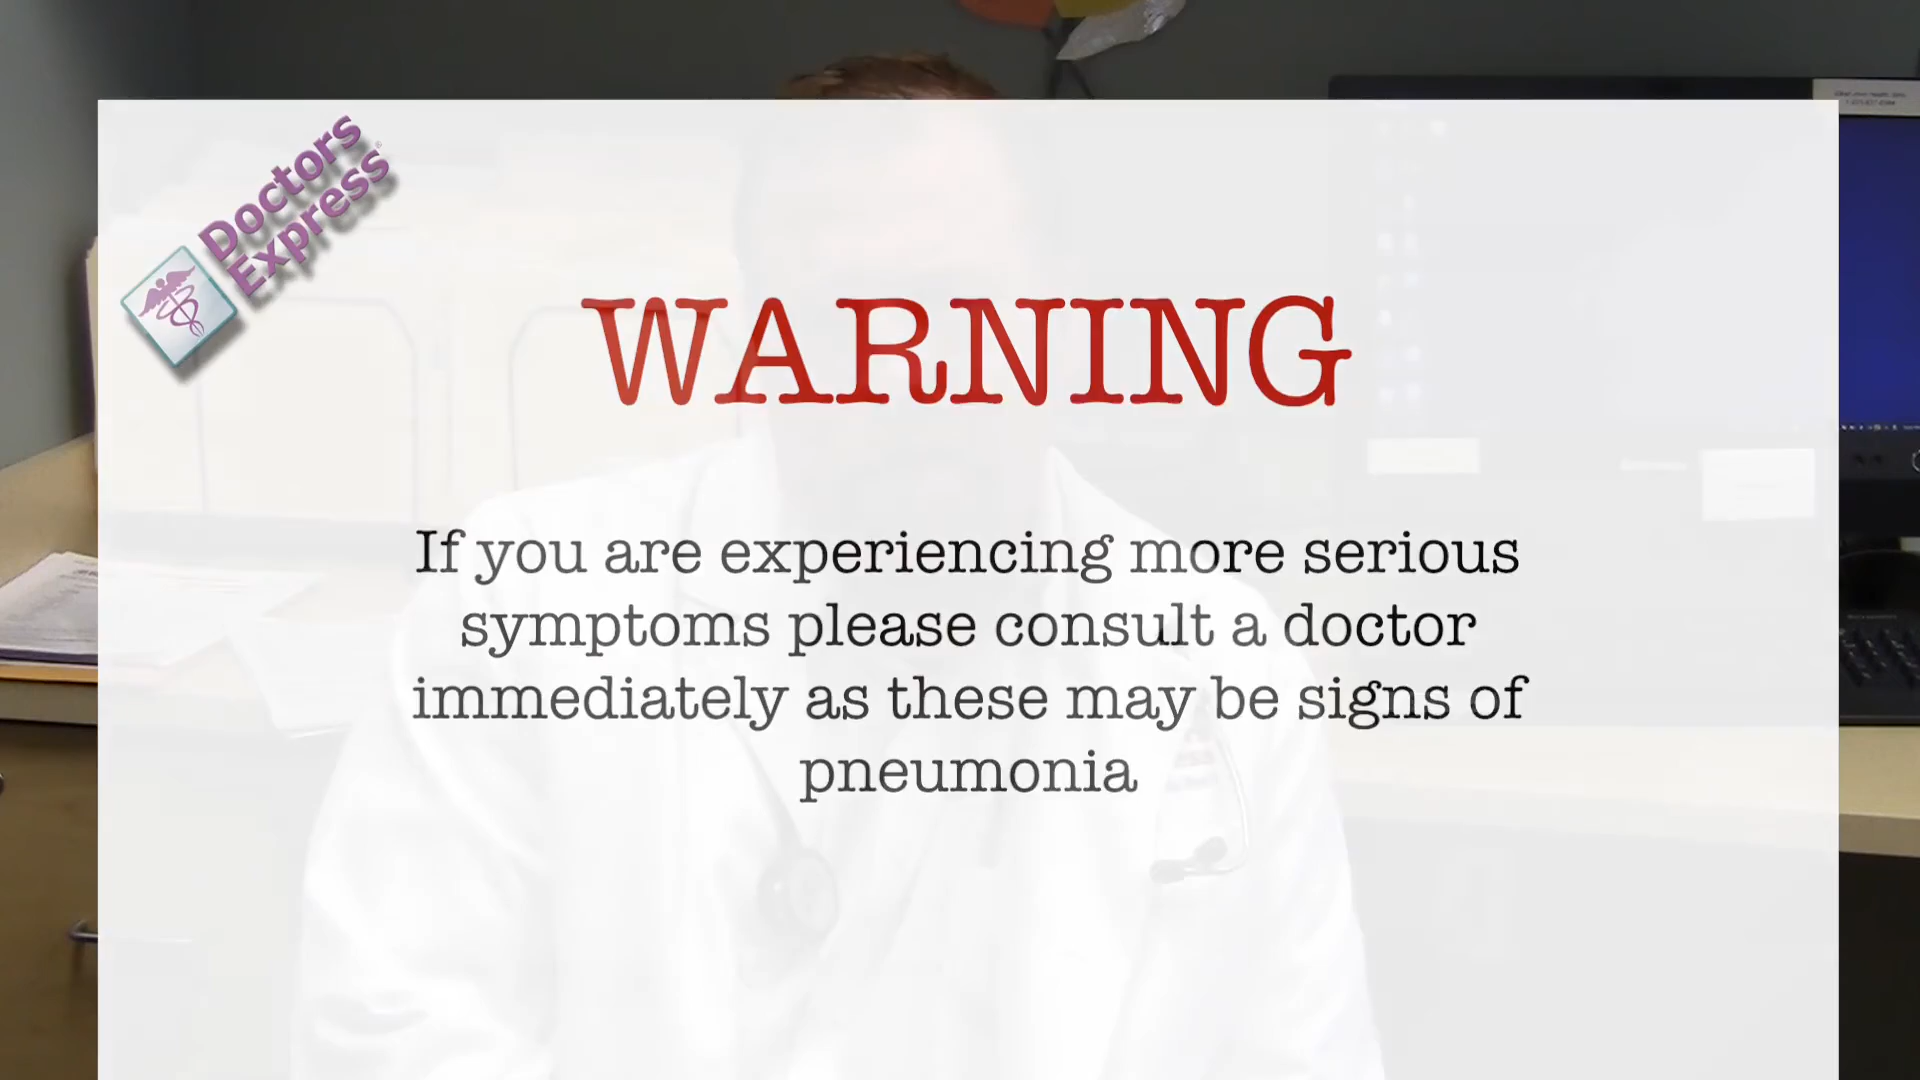 Doctors
Express
WARNING
If you are experiencing more serious
symptoms please consult a doctor
immediately as these may be signs of
pneumonia